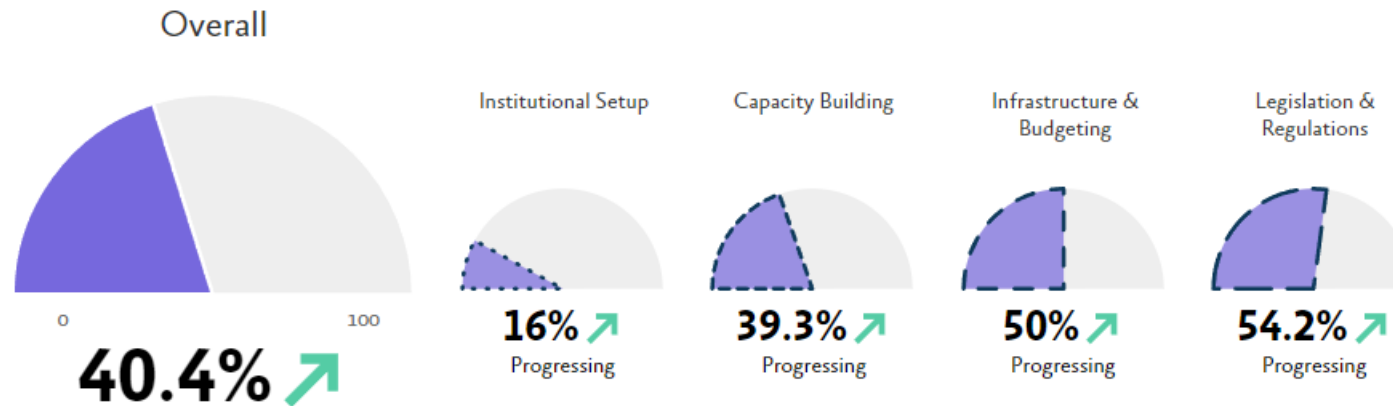 Overall
0
100
40.4%
Institutional Setup
16%
Progressing
Capacity Building
39.3%
Progressing
Infrastructure &
Budgeting
50%
Progressing
Legislation &
Regulations
54.2%
Progressing